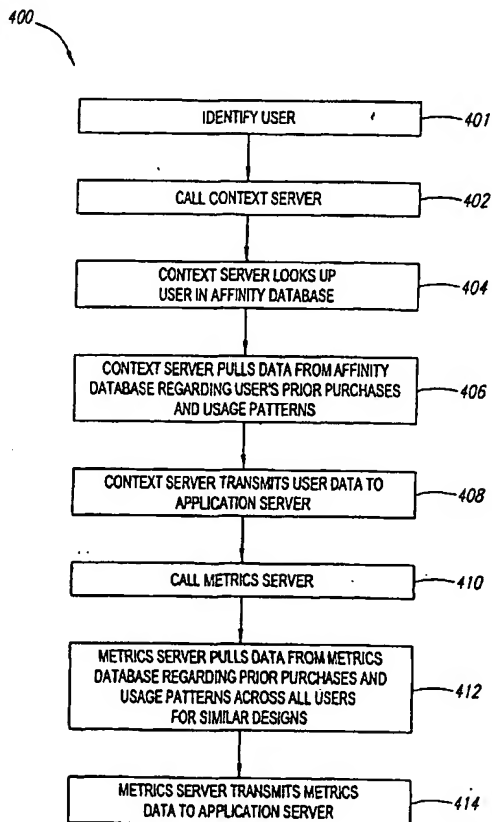 400
IDENTIFY USER
401
CALL CONTEXT SERVER
402
CONTEXT SERVER LOOKS UP
USER IN AFFINITY DATABASE
404
CONTEXT SERVER PULLS DATA FROM AFFINITY
DATABASE REGARDING USER'S PRIOR PURCHASES
AND USAGE PATTERNS
406
CONTEXT SERVER TRANSMITS USER DATA TO
APPLICATION SERVER
408
CALL METRICS SERVER
410
METRICS SERVER PULLS DATA FROM METRICS
DATABASE REGARDING PRIOR PURCHASES AND
USAGE PATTERNS ACROSS ALL USERS
FOR SIMILAR DESIGNS
412
METRICS SERVER TRANSMITS METRICS
DATA TO APPLICATION SERVER
414